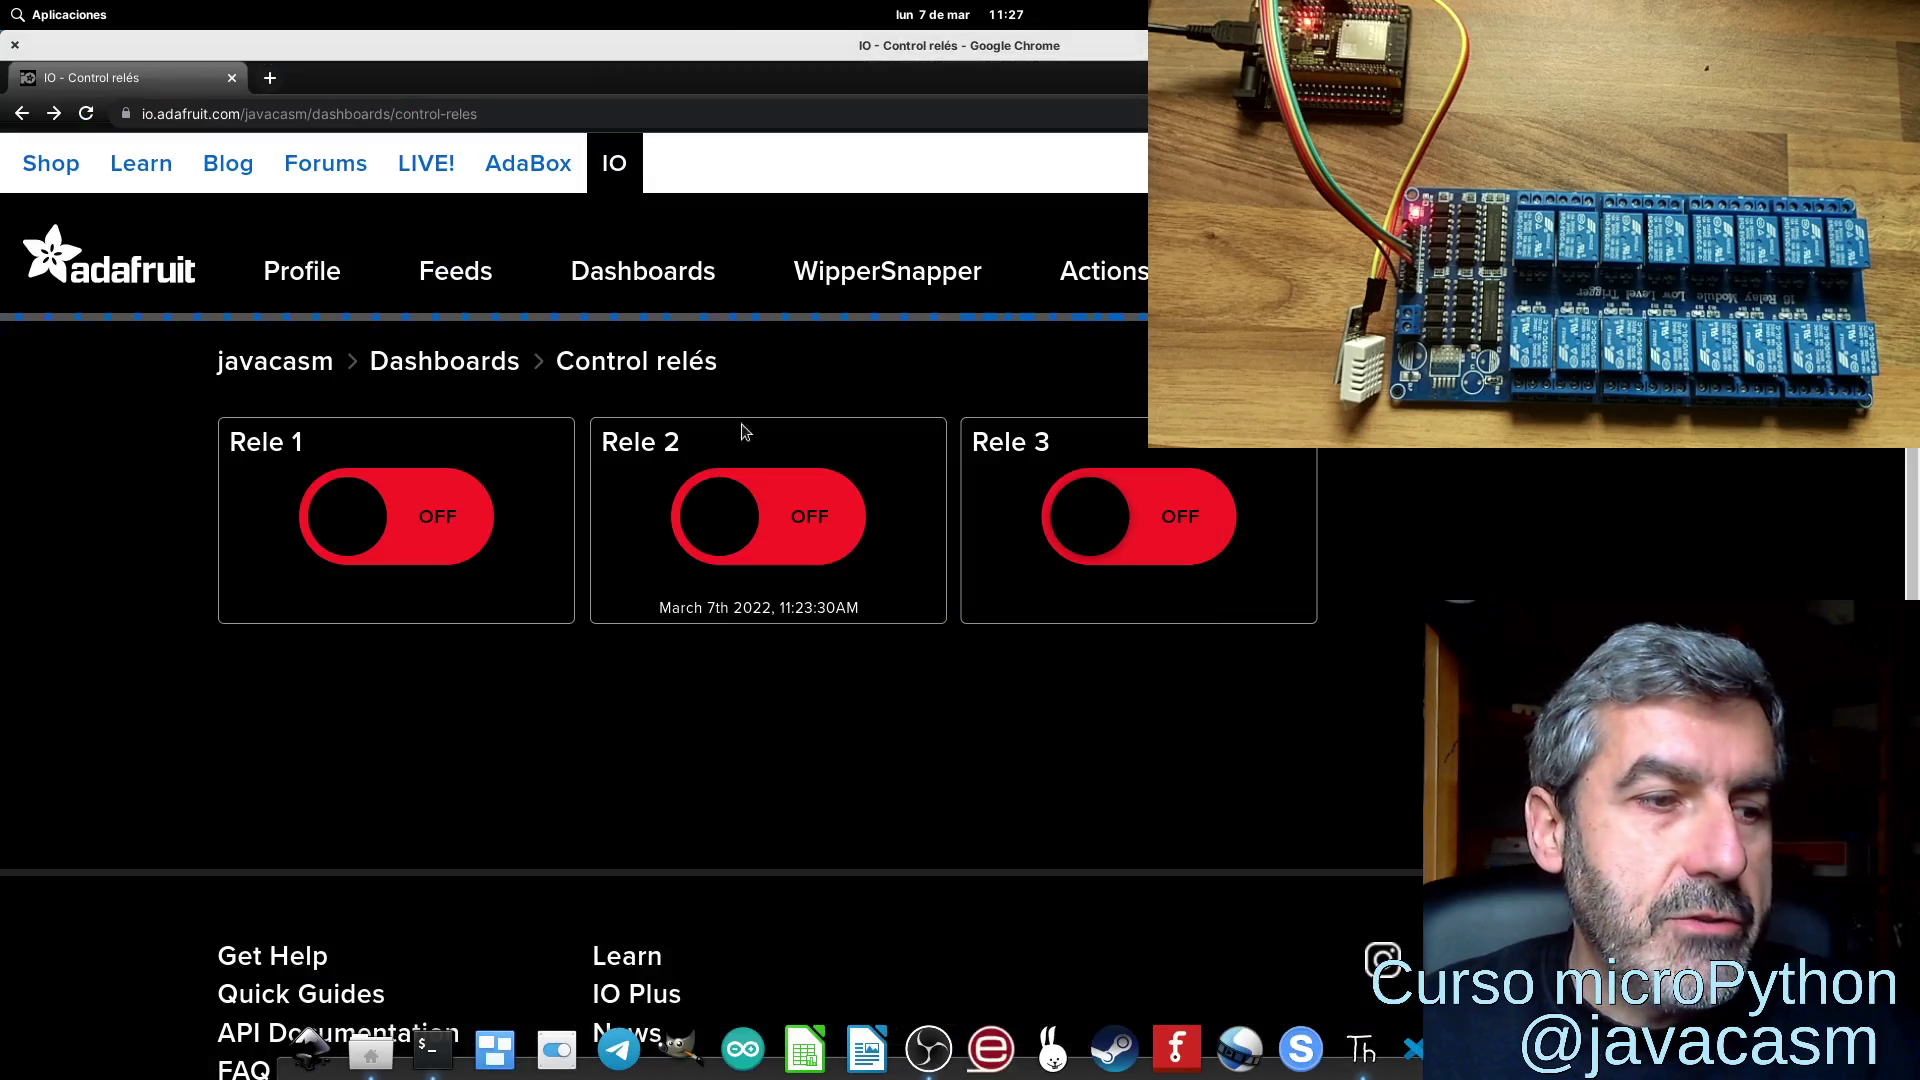 Aplicaciones
lun 7 de mar 11:27
IO - Control relés - Google Chrome
IO - Control relés
io.adafruit.com/javacasm/dashboards/control-reles
Shop Learn Blog Forums LIVE! AdaBox IO
adafruit
Profile Feeds Dashboards WipperSnapper Actions
javacasm > Dashboards > Control relés
Rele 1
OFF
Rele 2
OFF
March 7th 2022, 11:23:30AM
Rele 3
OFF
16 Relay Module Low Level Trigger
Get Help
Quick Guides
API Documentation
FAQ
Learn
IO Plus
News
Curso microPython
@javacasm